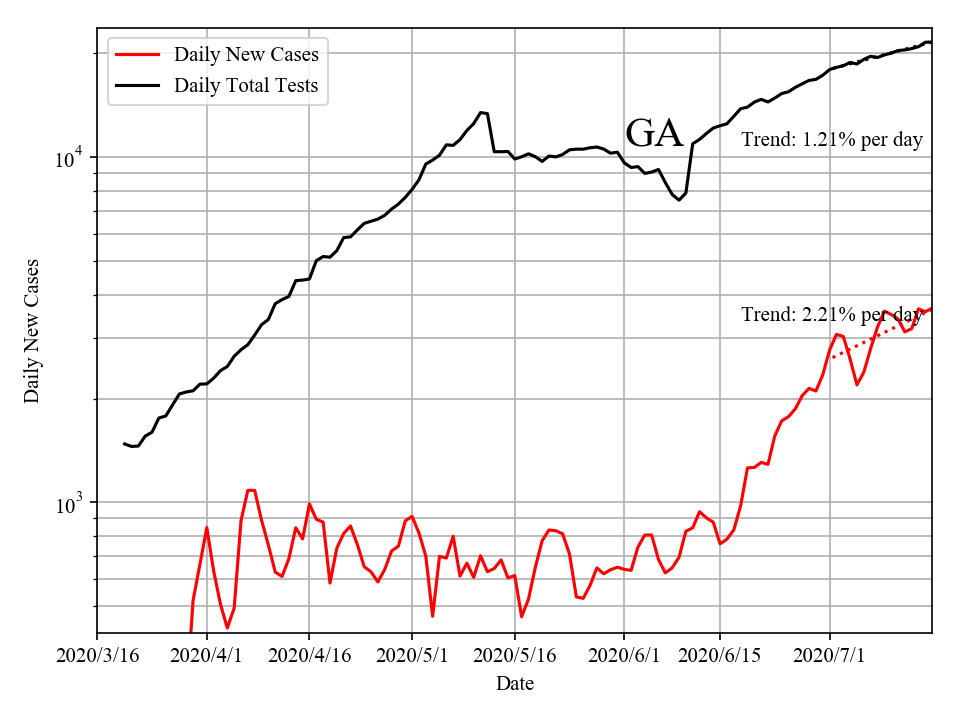 Daily New Cases
Daily Total Tests
GA
Trend: 1.21% per day
Trend: 2.21% per day
10^4
10^3
Daily New Cases
2020/3/16 2020/4/1 2020/4/16 2020/5/1 2020/5/16 2020/6/1 2020/6/15 2020/7/1
Date